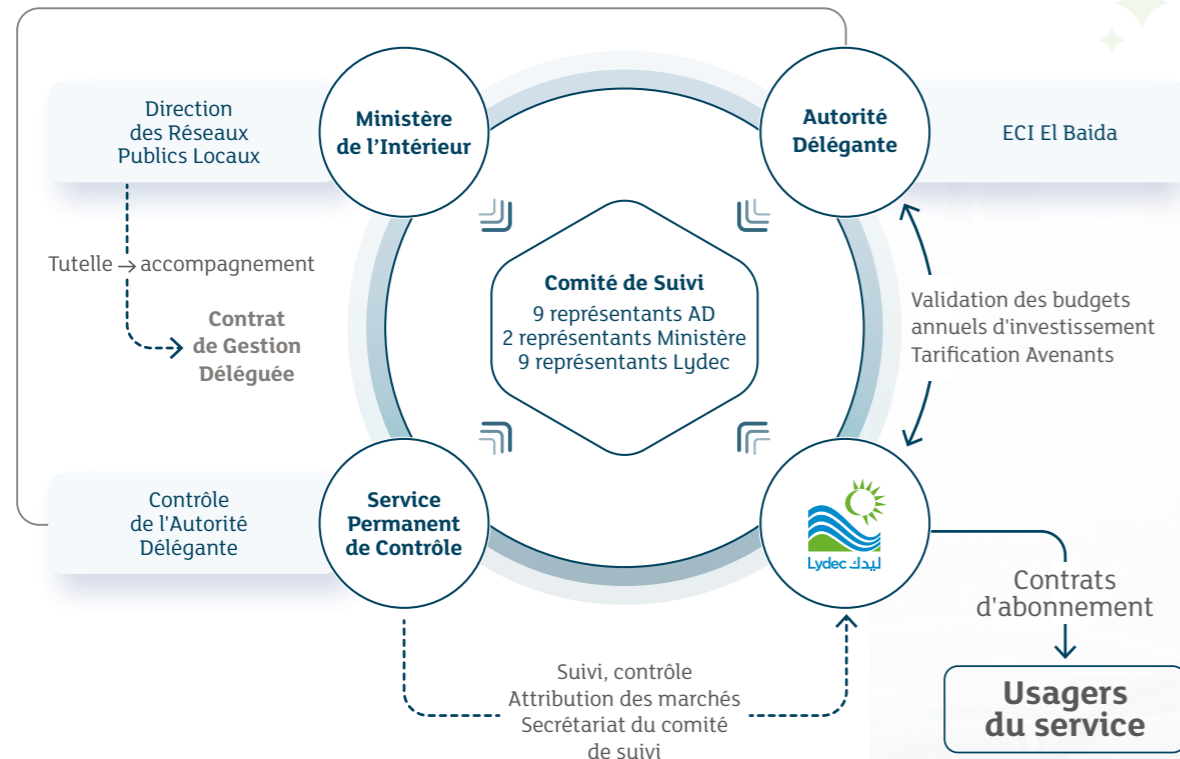 Direction
des Réseaux
Publics Locaux
Ministère
de l'Intérieur
Autorité
Délégante
ECI El Baida
Tutelle → accompagnement
Contrat
de Gestion
Déléguée
Comité de Suivi
9 représentants AD
2 représentants Ministère
9 représentants Lydec
Validation des budgets
annuels d'investissement
Tarification Avenants
Contrôle
de l'Autorité
Délégante
Service
Permanent
de Contrôle
Lydec ليدك
Contrats
d'abonnement
Suivi, contrôle
Attribution des marchés
Secrétariat du comité
de suivi
Usagers
du service